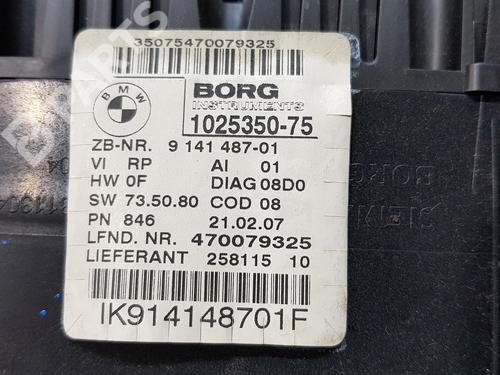 35075470079325
BMW
BORG
INSTRUMENTS
1025350-75
ZB-NR. 9 141 487-01
VI RP AI 01
HW 0F DIAG 08D0
SW 73.50.80 COD 08
PN 846 21.02.07
LFND. NR. 470079325
LIEFERANT 258115 10
IK914148701F
PARTS
BORG